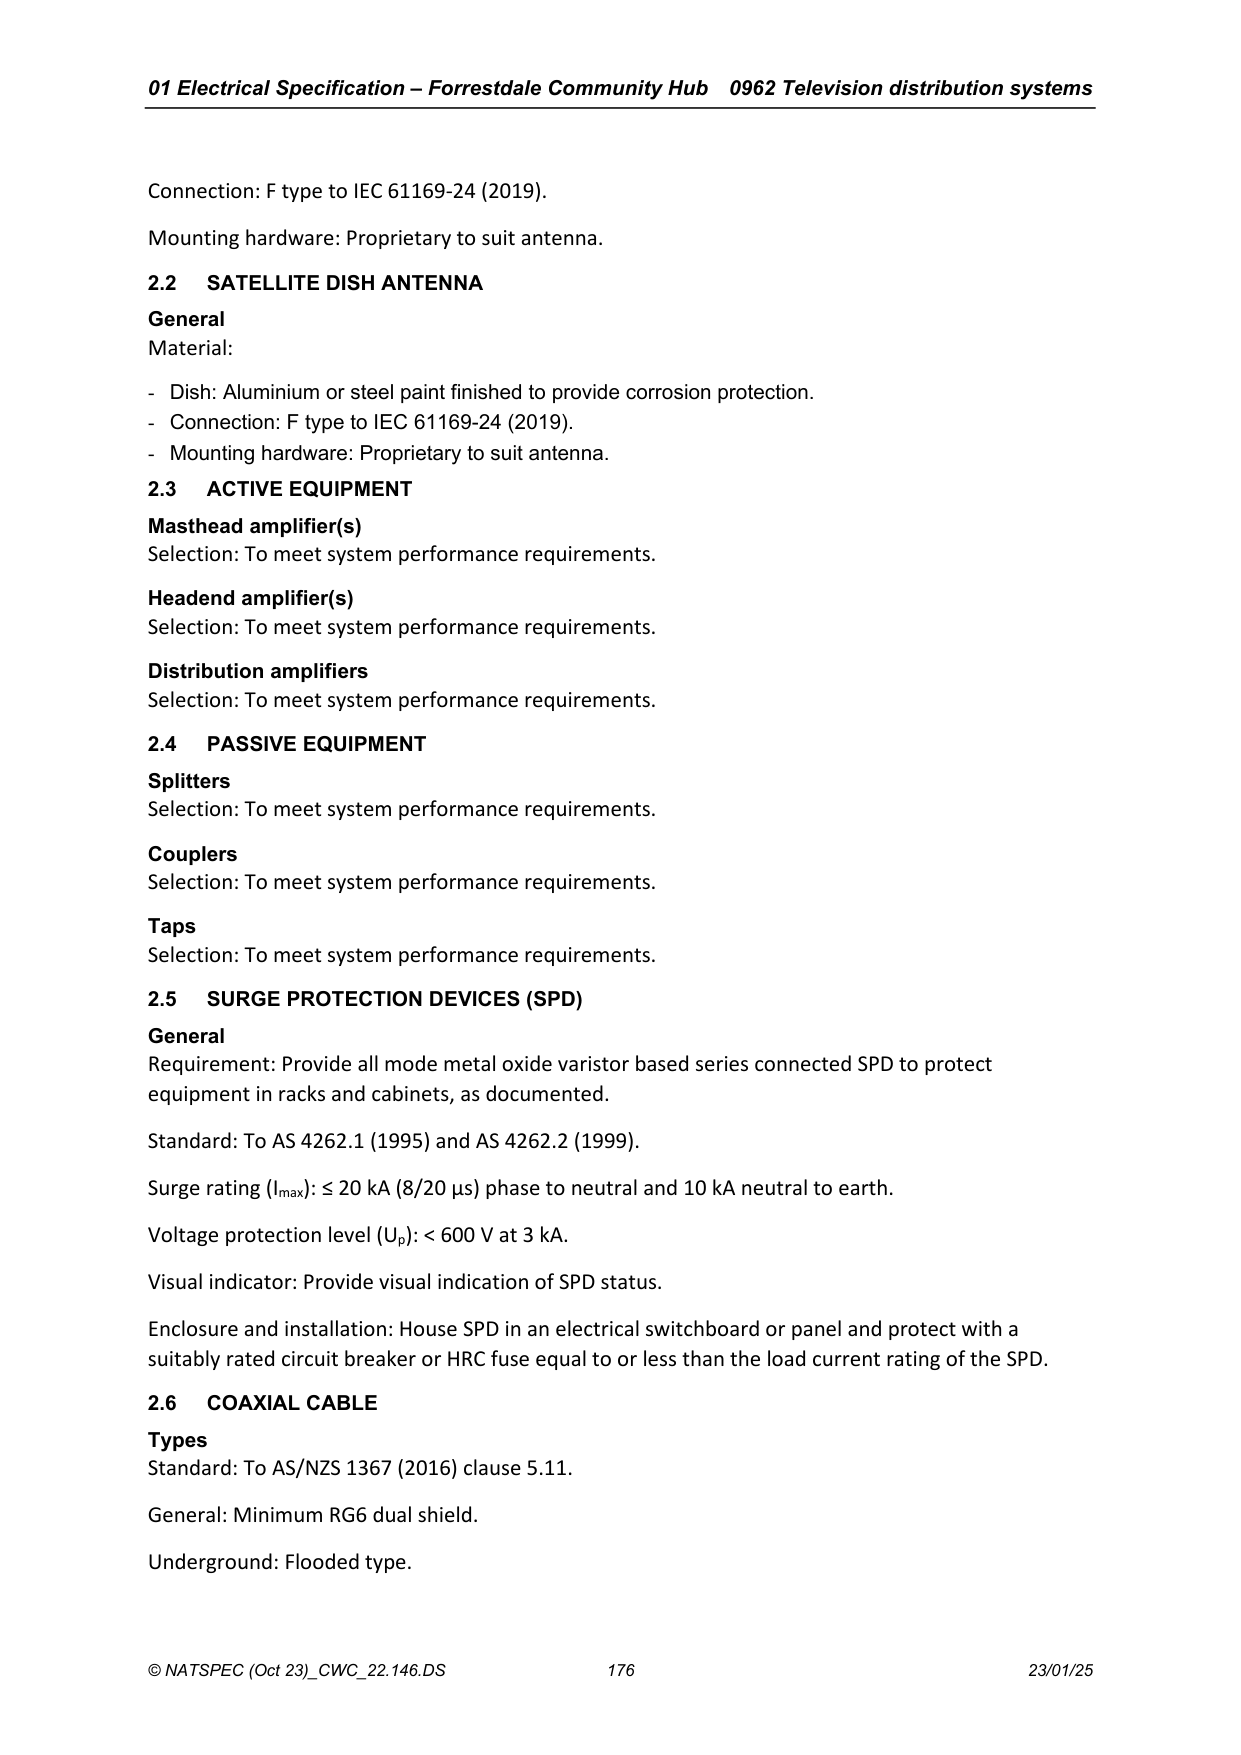 01 Electrical Specification – Forrestdale Community Hub 0962 Television distribution systems
Connection: F type to IEC 61169-24 (2019).
Mounting hardware: Proprietary to suit antenna.
2.2 SATELLITE DISH ANTENNA
General
Material:
- Dish: Aluminium or steel paint finished to provide corrosion protection.
- Connection: F type to IEC 61169-24 (2019).
- Mounting hardware: Proprietary to suit antenna.
2.3 ACTIVE EQUIPMENT
Masthead amplifier(s)
Selection: To meet system performance requirements.
Headend amplifier(s)
Selection: To meet system performance requirements.
Distribution amplifiers
Selection: To meet system performance requirements.
2.4 PASSIVE EQUIPMENT
Splitters
Selection: To meet system performance requirements.
Couplers
Selection: To meet system performance requirements.
Taps
Selection: To meet system performance requirements.
2.5 SURGE PROTECTION DEVICES (SPD)
General
Requirement: Provide all mode metal oxide varistor based series connected SPD to protect
equipment in racks and cabinets, as documented.
Standard: To AS 4262.1 (1995) and AS 4262.2 (1999).
Surge rating (Imax): ≤ 20 kA (8/20 µs) phase to neutral and 10 kA neutral to earth.
Voltage protection level (Up): < 600 V at 3 kA.
Visual indicator: Provide visual indication of SPD status.
Enclosure and installation: House SPD in an electrical switchboard or panel and protect with a
suitably rated circuit breaker or HRC fuse equal to or less than the load current rating of the SPD.
2.6 COAXIAL CABLE
Types
Standard: To AS/NZS 1367 (2016) clause 5.11.
General: Minimum RG6 dual shield.
Underground: Flooded type.
© NATSPEC (Oct 23)_CWC_22.146.DS 176 23/01/25